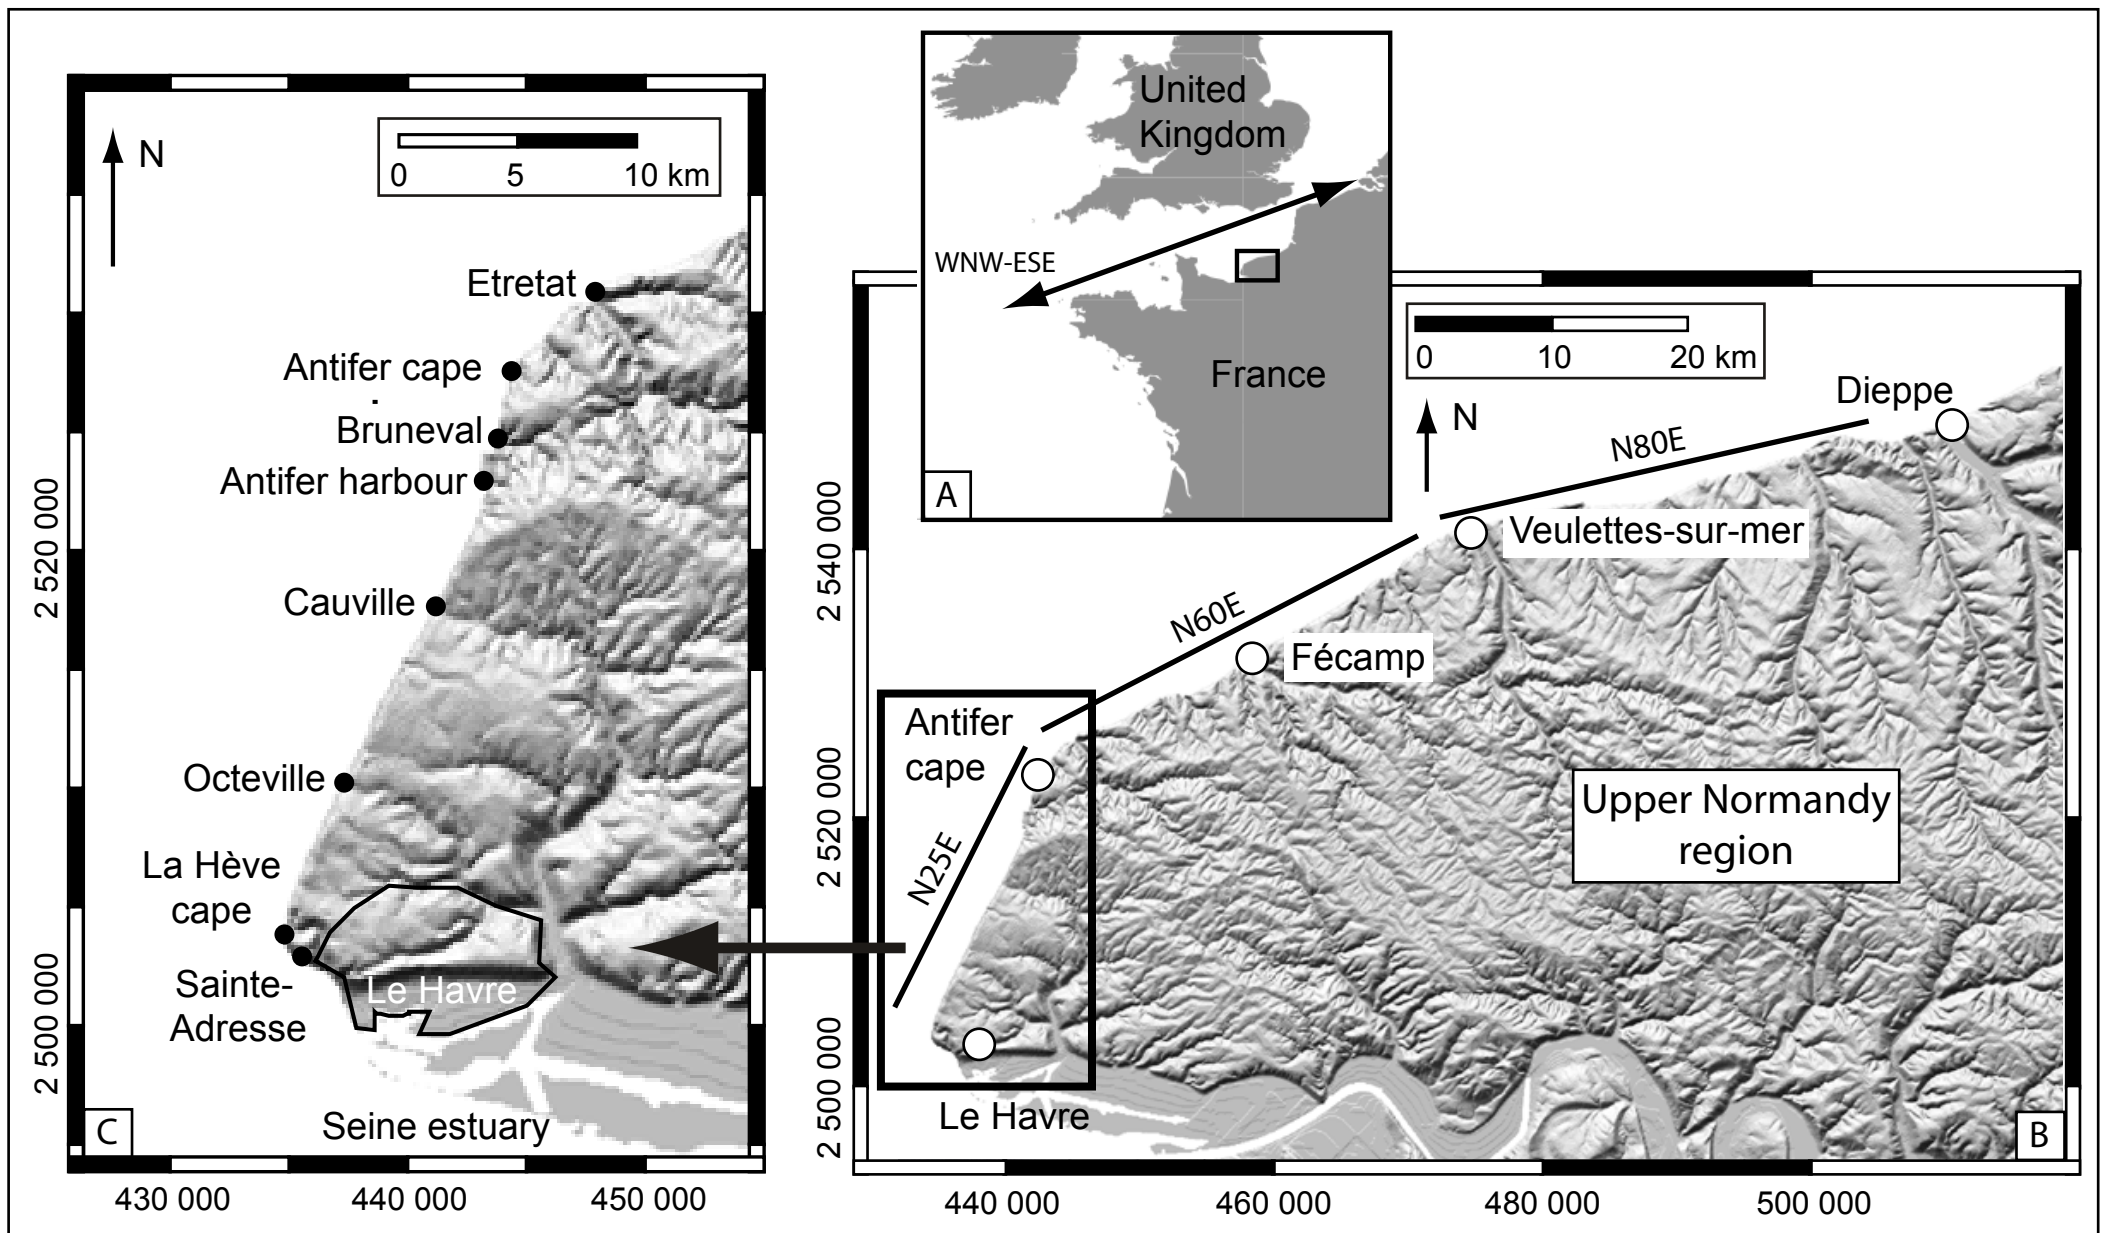 N
0 5 10 km
Etretat
Antifer cape
Bruneval
Antifer harbour
Cauville
Octeville
La Hève
cape
Sainte-
Adresse
Le Havre
Seine estuary
C
2 520 000
2 500 000
430 000 440 000 450 000
United
Kingdom
WNW-ESE
France
A
0 10 20 km
N
Dieppe
N80E
Veulettes-sur-mer
N60E
Fécamp
Antifer
cape
N25E
Upper Normandy
region
Le Havre
B
2 540 000
2 520 000
2 500 000
440 000 460 000 480 000 500 000